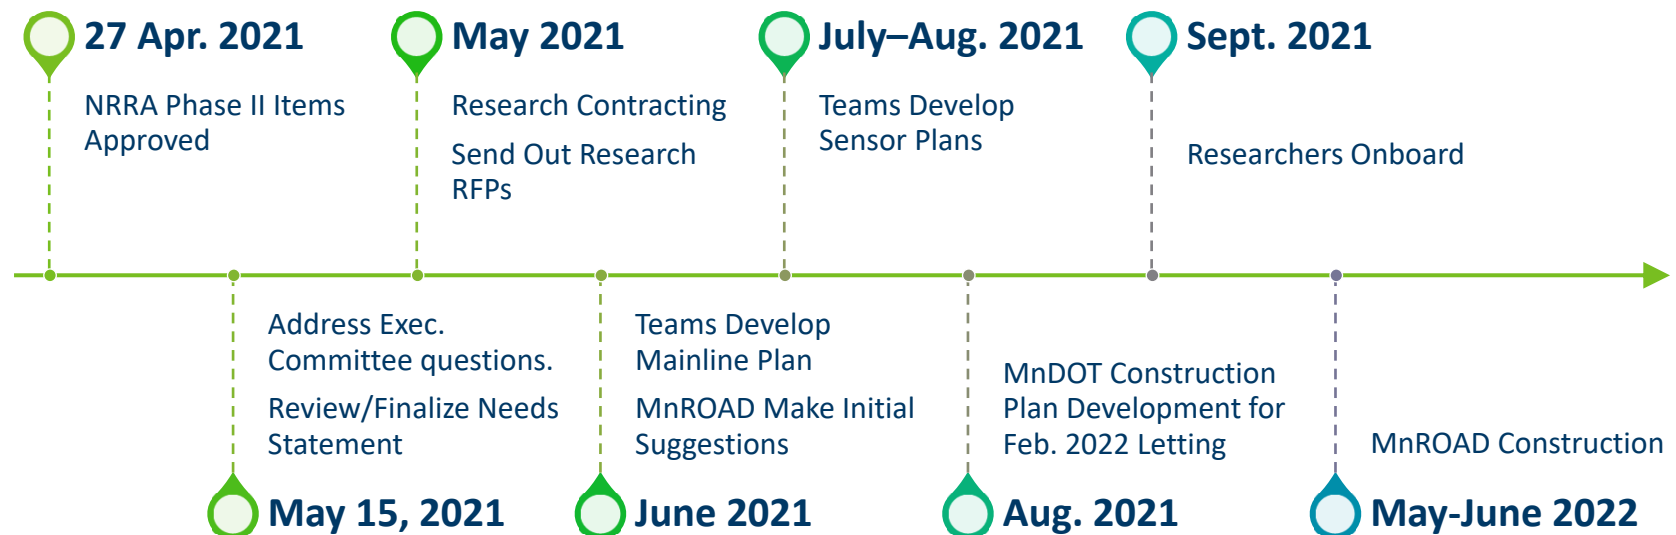 27 Apr. 2021
NRRA Phase II Items
Approved
May 2021
Research Contracting
Send Out Research
RFPs
July–Aug. 2021
Teams Develop
Sensor Plans
Sept. 2021
Researchers Onboard
Address Exec.
Committee questions.
Review/Finalize Needs
Statement
May 15, 2021
Teams Develop
Mainline Plan
MnROAD Make Initial
Suggestions
June 2021
MnDOT Construction
Plan Development for
Feb. 2022 Letting
Aug. 2021
MnROAD Construction
May-June 2022